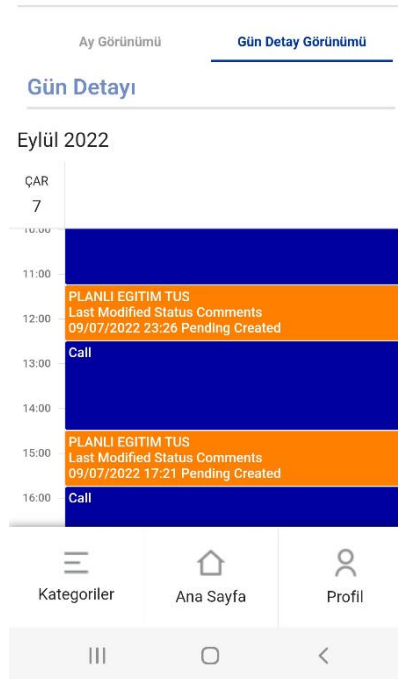 Ay Görünümü
Gün Detay Görünümü
Gün Detayı
Eylül 2022
ÇAR
7
10:00
11:00
PLANLI EGITIM TUS
12:00
Last Modified Status Comments
09/07/2022 23:26 Pending Created
Call
13:00
14:00
PLANLI EGITIM TUS
15:00
Last Modified Status Comments
09/07/2022 17:21 Pending Created
16:00
Call
Kategoriler
Ana Sayfa
Profil